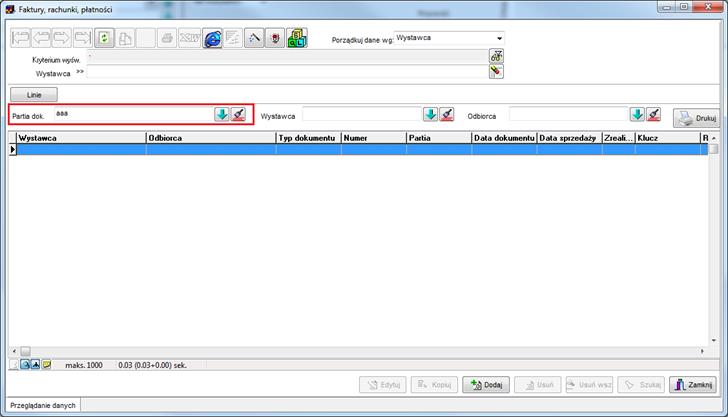 Faktury, rachunki, płatności
Porządkuj dane wg: Wystawca
Kryterium wyśw. -
Wystawca >>
Linie
Partia dok. aaa Wystawca Odbiorca Drukuj
Wystawca Odbiorca Typ dokumentu Numer Partia Data dokumentu Data sprzedaży Zreali... Klucz R
maks. 1000 0.03 (0.03+0.00) sek.
Edytuj Kopiuj Dodaj Usuń Usuń wsz Szukaj Zamknij
Przeglądanie danych